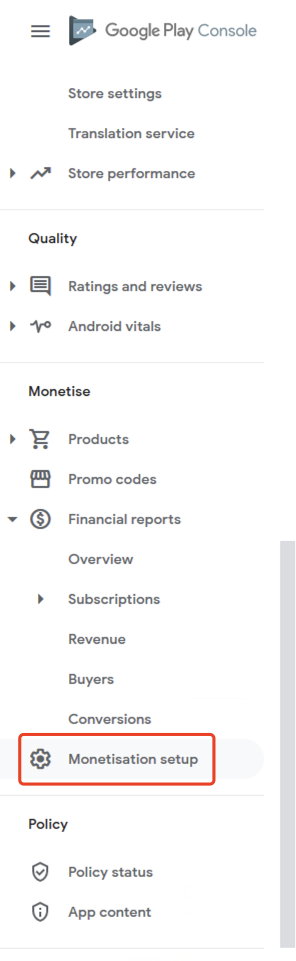 Google Play Console
Store settings
Translation service
Store performance
Quality
Ratings and reviews
Android vitals
Monetise
Products
Promo codes
Financial reports
Overview
Subscriptions
Revenue
Buyers
Conversions
Monetisation setup
Policy
Policy status
App content